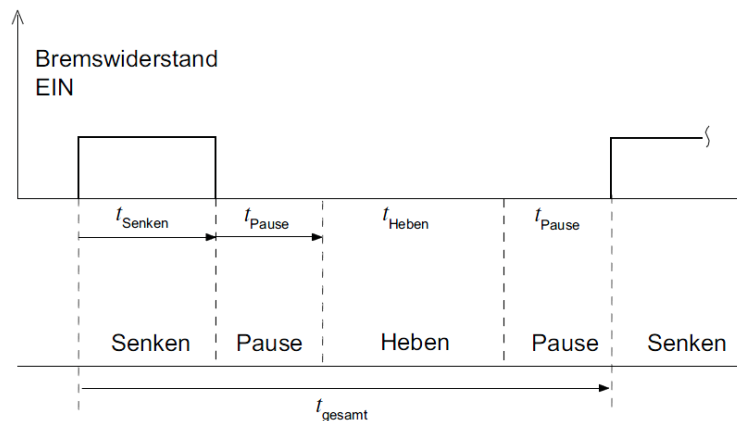 Bremswiderstand
EIN
tSenken tPause tHeben tPause
Senken Pause Heben Pause Senken
tgesamt